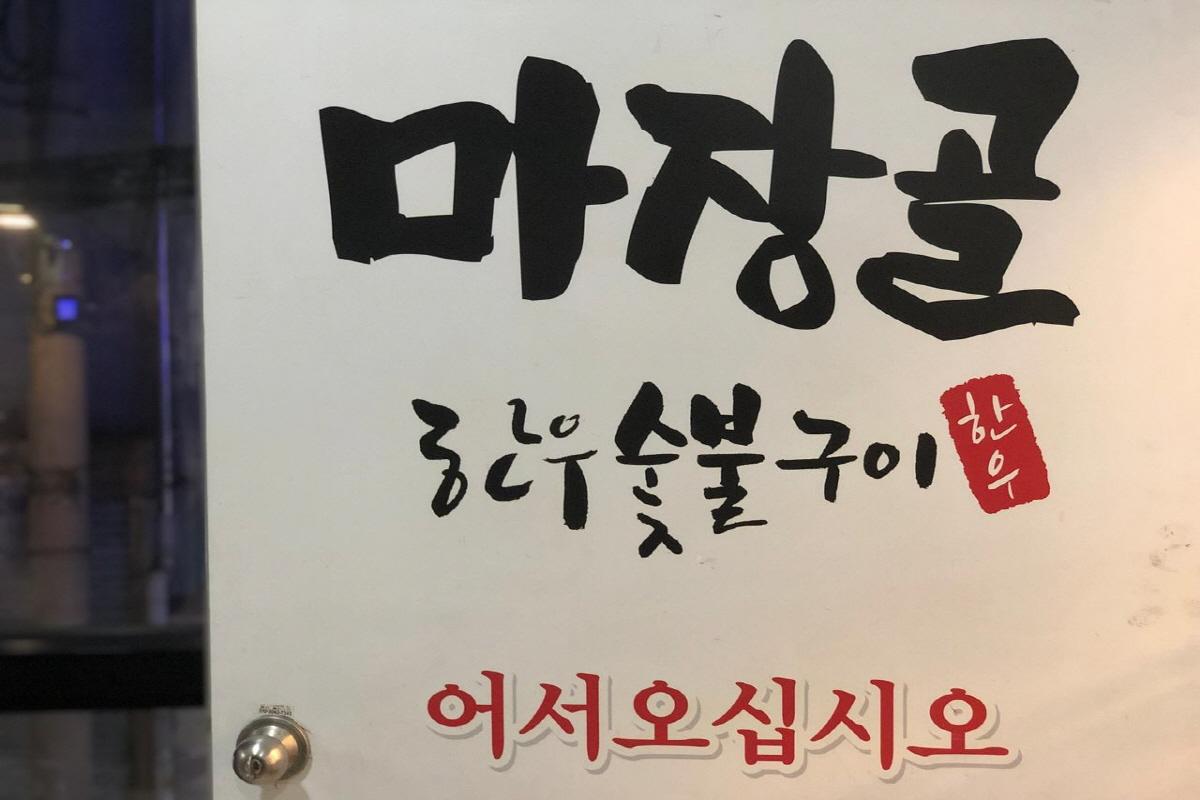 마장골
한우숯불구이 한우
어서오십시오